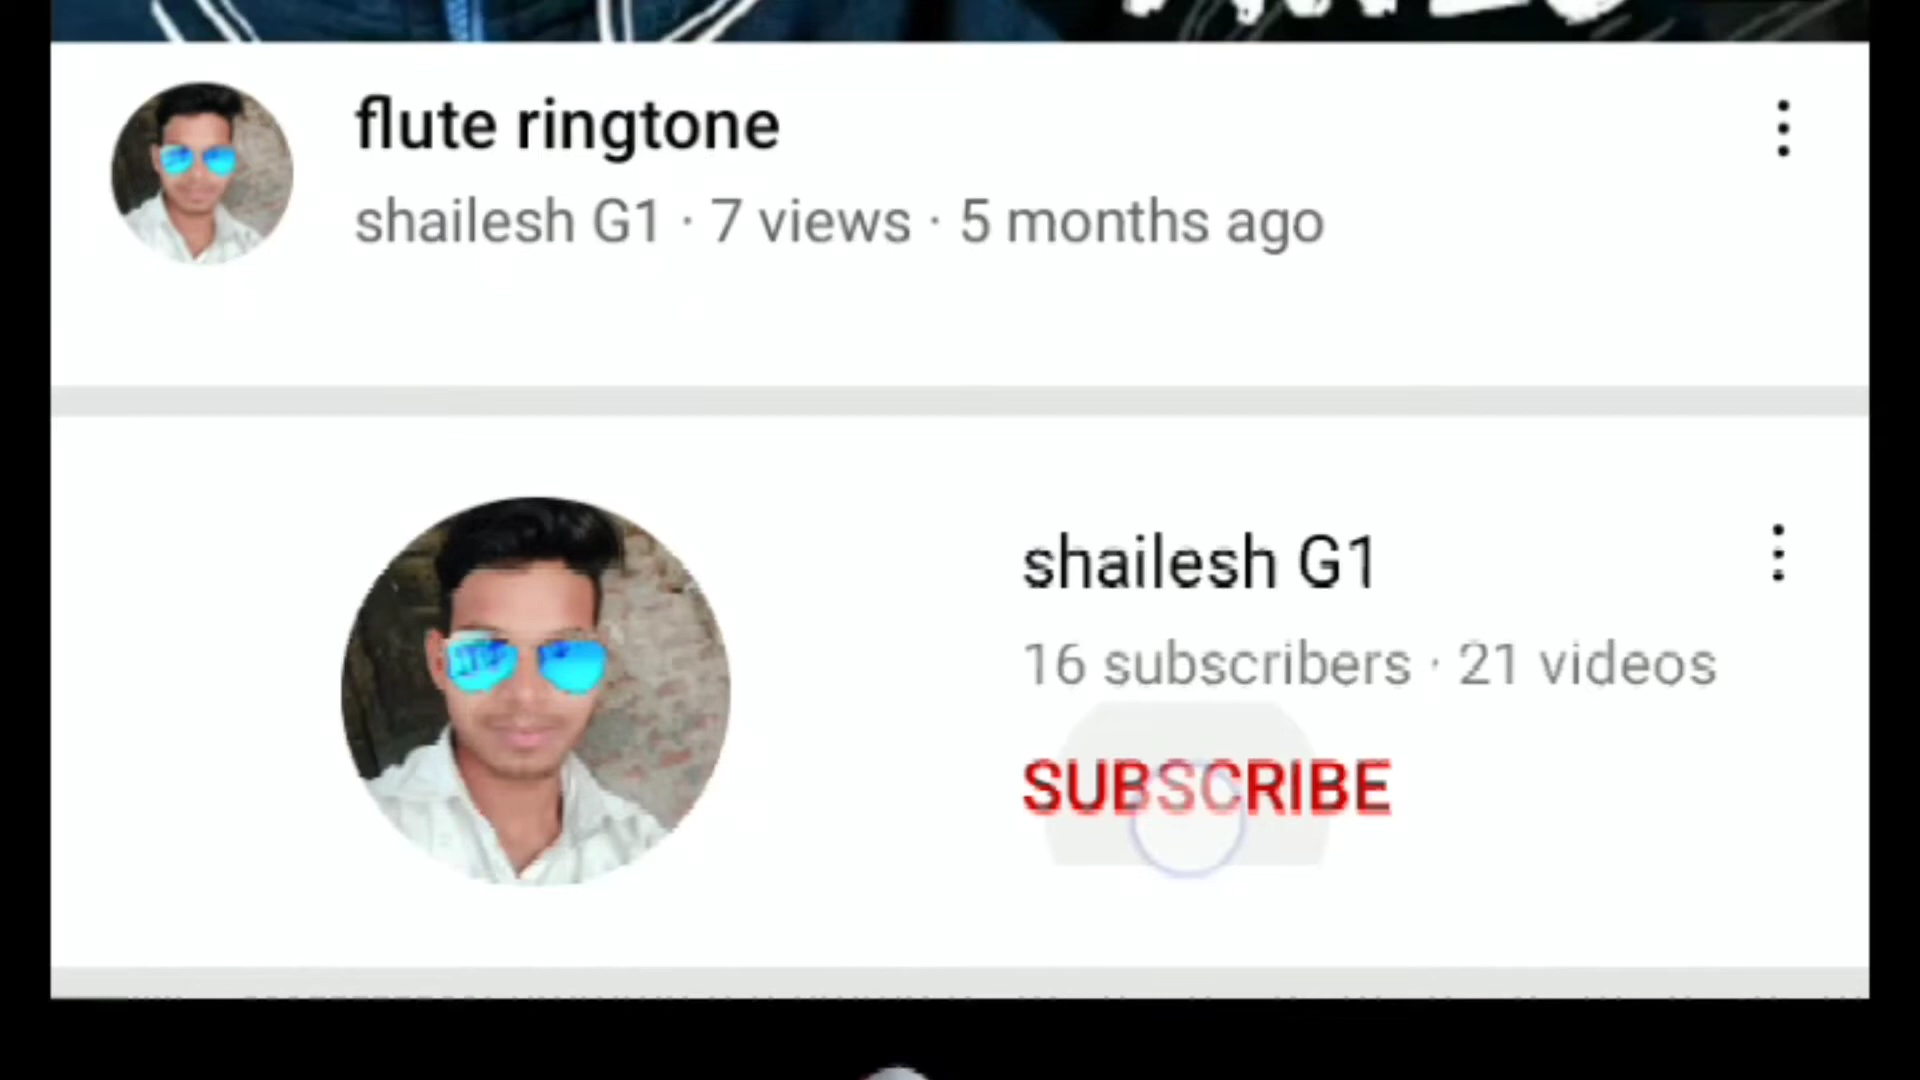 flute ringtone
shailesh G1 · 7 views · 5 months ago
shailesh G1
16 subscribers · 21 videos
SUBSCRIBE